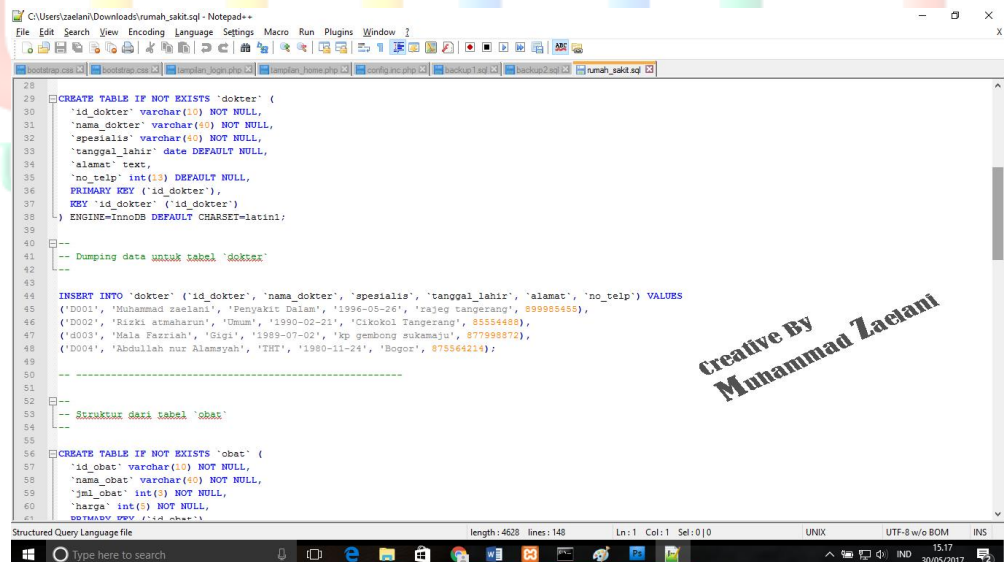 C:\Users\zaelani\Downloads\rumah_sakit.sql - Notepad++
File Edit Search View Encoding Language Settings Macro Run Plugins Window ? X
bootstrap.css bootstrap.css tampilan_login.php tampilan_home.php config.inc.php backup1.sql backup2.sql rumah_sakit.sql
28
29 CREATE TABLE IF NOT EXISTS `dokter` (
30 `id_dokter` varchar(10) NOT NULL,
31 `nama_dokter` varchar(40) NOT NULL,
32 `spesialis` varchar(40) NOT NULL,
33 `tanggal_lahir` date DEFAULT NULL,
34 `alamat` text,
35 `no_telp` int(13) DEFAULT NULL,
36 PRIMARY KEY (`id_dokter`),
37 KEY `id_dokter` (`id_dokter`)
38 ) ENGINE=InnoDB DEFAULT CHARSET=latin1;
39
40 --
41 -- Dumping data untuk tabel `dokter`
42 --
43
44 INSERT INTO `dokter` (`id_dokter`, `nama_dokter`, `spesialis`, `tanggal_lahir`, `alamat`, `no_telp`) VALUES
45 ('D001', 'Muhammad zaelani', 'Penyakit Dalam', '1996-05-26', 'rajeg tangerang', 899985455),
46 ('D002', 'Rizki atmaharun', 'Umum', '1990-02-21', 'Cikokol Tangerang', 85554488),
47 ('d003', 'Mala Fazriah', 'Gigi', '1989-07-02', 'kp gembong sukamaju', 877998872),
48 ('D004', 'Abdullah nur Alamsyah', 'THT', '1980-11-24', 'Bogor', 875564214);
49
50 -- --------------------------------------------------------
51
52 --
53 -- Struktur dari tabel `obat`
54 --
55
56 CREATE TABLE IF NOT EXISTS `obat` (
57 `id_obat` varchar(10) NOT NULL,
58 `nama_obat` varchar(40) NOT NULL,
59 `jml_obat` int(3) NOT NULL,
60 `harga` int(5) NOT NULL,
61 PRIMARY KEY (`id_obat`)
Creative By
Muhammad Zaelani
Structured Query Language file length : 4628 lines : 148 Ln : 1 Col : 1 Sel : 0 | 0 UNIX UTF-8 w/o BOM INS
Type here to search IND 15.17
30/05/2017